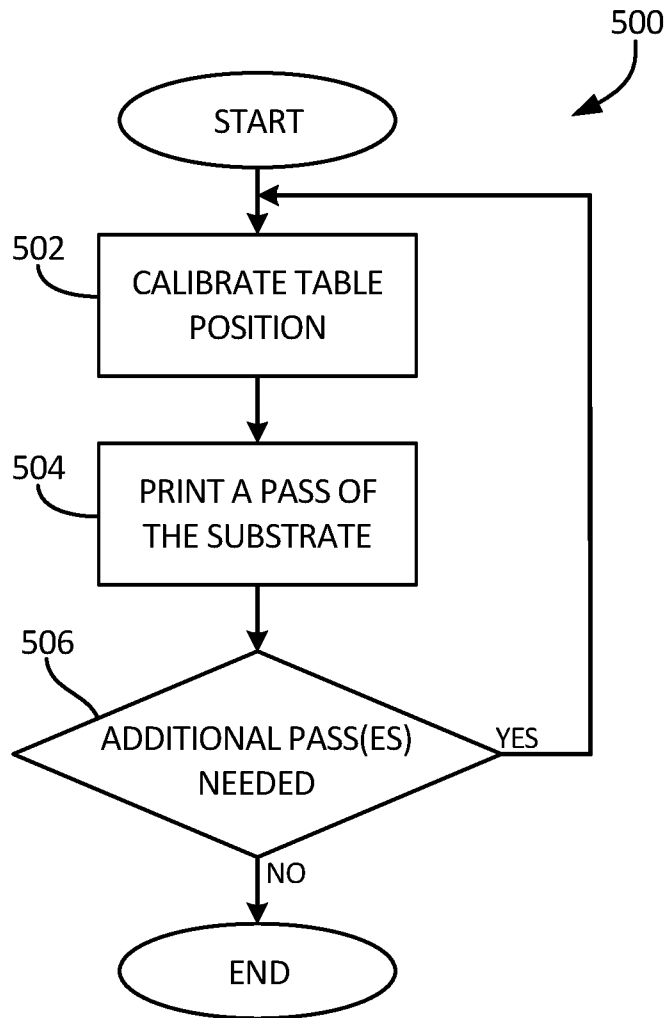 500
START
502
CALIBRATE TABLE
POSITION
504
PRINT A PASS OF
THE SUBSTRATE
506
ADDITIONAL PASS(ES)
NEEDED
YES
NO
END